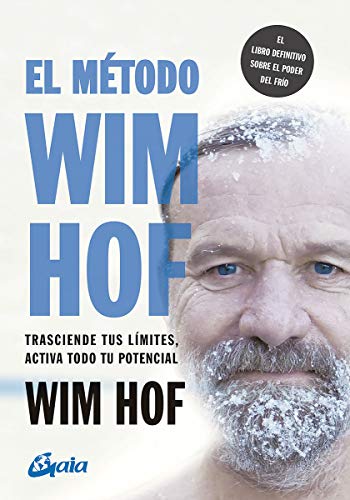 EL
LIBRO DEFINITIVO
SOBRE EL PODER
DEL FRÍO
EL MÉTODO
WIM
HOF
TRASCIENDE TUS LÍMITES,
ACTIVA TODO TU POTENCIAL
WIM HOF
Gaia